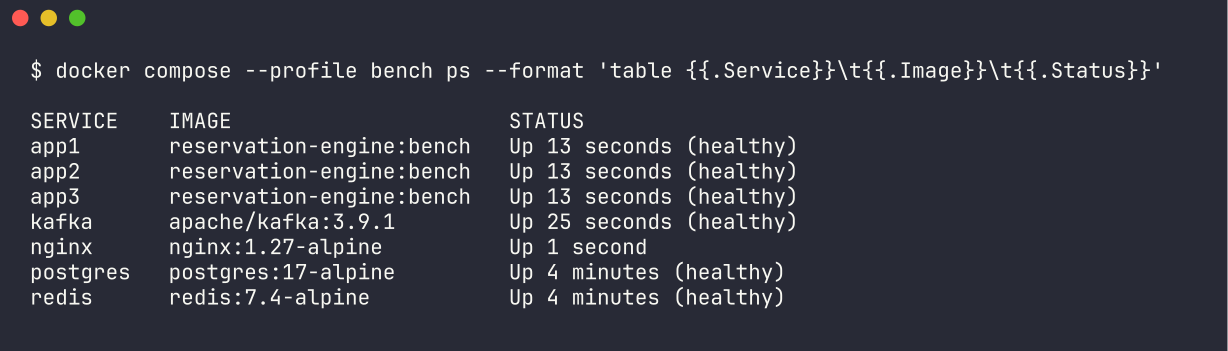 $ docker compose --profile bench ps --format 'table {{.Service}}\t{{.Image}}\t{{.Status}}'
SERVICE IMAGE STATUS
app1 reservation-engine:bench Up 13 seconds (healthy)
app2 reservation-engine:bench Up 13 seconds (healthy)
app3 reservation-engine:bench Up 13 seconds (healthy)
kafka apache/kafka:3.9.1 Up 25 seconds (healthy)
nginx nginx:1.27-alpine Up 1 second
postgres postgres:17-alpine Up 4 minutes (healthy)
redis redis:7.4-alpine Up 4 minutes (healthy)